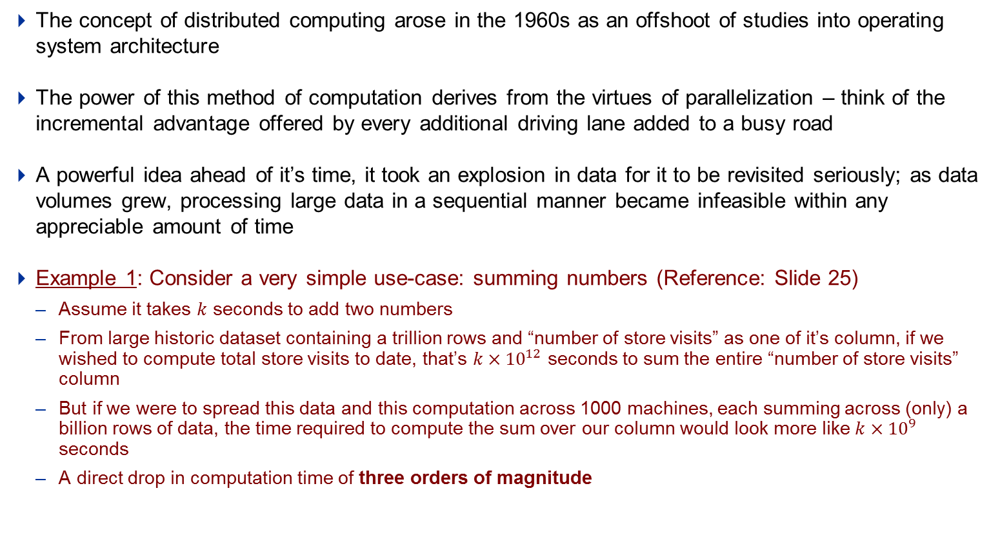 The concept of distributed computing arose in the 1960s as an offshoot of studies into operating
system architecture
The power of this method of computation derives from the virtues of parallelization – think of the
incremental advantage offered by every additional driving lane added to a busy road
A powerful idea ahead of it’s time, it took an explosion in data for it to be revisited seriously; as data
volumes grew, processing large data in a sequential manner became infeasible within any
appreciable amount of time
Example 1: Consider a very simple use-case: summing numbers (Reference: Slide 25)
– Assume it takes k seconds to add two numbers
– From large historic dataset containing a trillion rows and “number of store visits” as one of it’s column, if we
wished to compute total store visits to date, that’s k × 10¹² seconds to sum the entire “number of store visits”
column
– But if we were to spread this data and this computation across 1000 machines, each summing across (only) a
billion rows of data, the time required to compute the sum over our column would look more like k × 10⁹
seconds
– A direct drop in computation time of three orders of magnitude